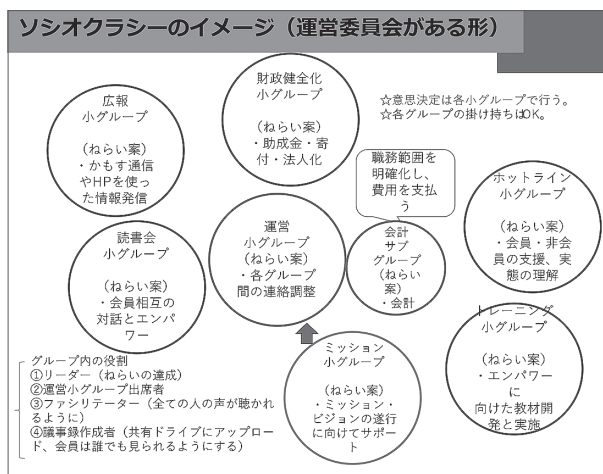 ソシオクラシーのイメージ（運営委員会がある形）
広報
小グループ
（ねらい案）
・かもす通信
やHPを使っ
た情報発信
財政健全化
小グループ
（ねらい案）
・助成金・寄
付・法人化
☆意思決定は各小グループで行う。
☆各グループの掛け持ちはOK。
職務範囲を
明確化し、
費用を支払
う
ホットライン
小グループ
（ねらい案）
・会員・非会
員の支援、実
態の理解
読書会
小グループ
（ねらい案）
・会員相互の
対話とエンパ
ワー
運営
小グループ
（ねらい案）
・各グループ
間の連絡調整
会計
サブ
グループ
（ねらい
案）
・会計
トレーニング
小グループ
（ねらい案）
・エンパワー
に
向けた教材開
発と実施
ミッション
小グループ
（ねらい案）
・ミッション・
ビジョンの遂行
に向けてサポー
ト
グループ内の役割
①リーダー（ねらいの達成）
②運営小グループ出席者
③ファシリテーター（全ての人の声が聴かれ
るように）
④議事録作成者（共有ドライブにアップロー
ド、会員は誰でも見られるようにする）